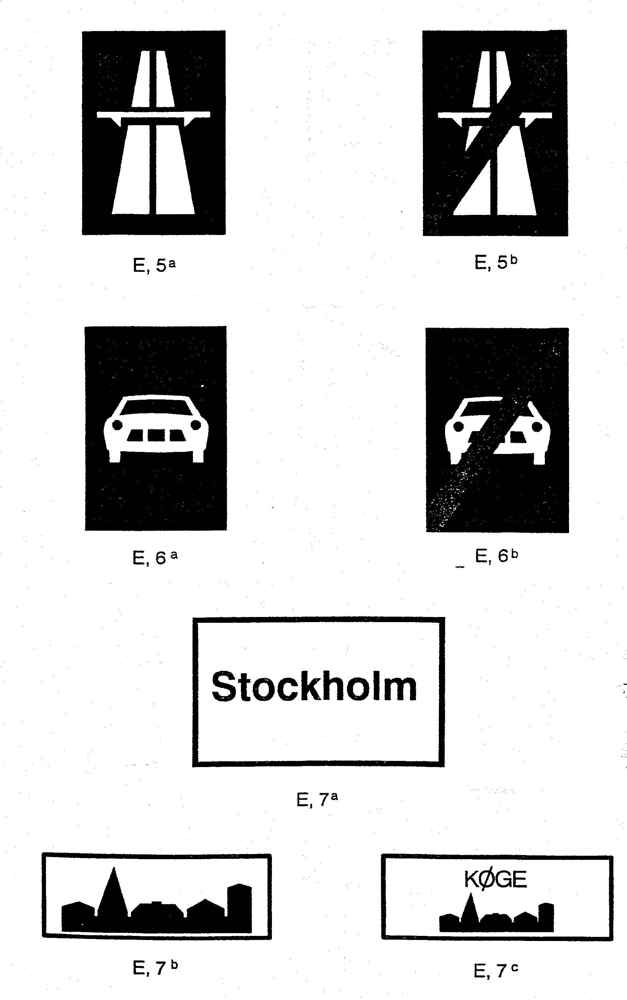 E, 5ª E, 5ᵇ
E, 6ª E, 6ᵇ
Stockholm
E, 7ª
KØGE
E, 7ᵇ E, 7ᶜ